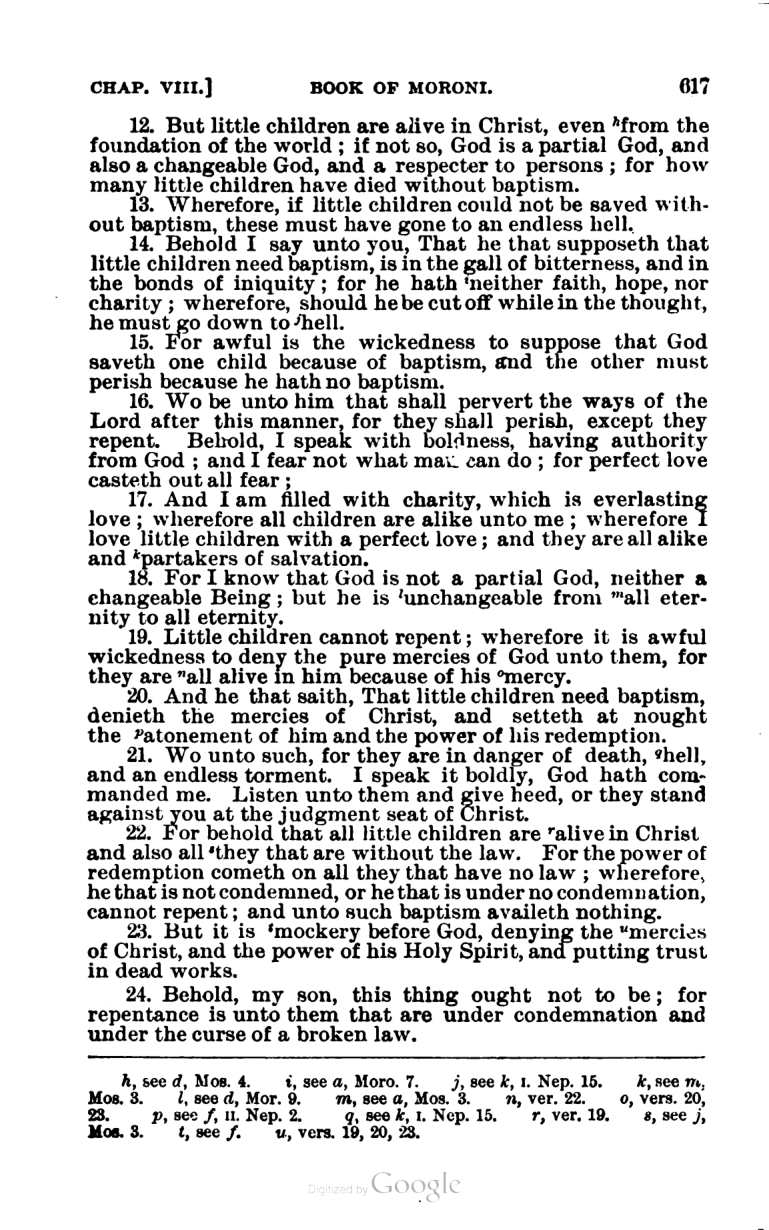 CHAP. VIII.] BOOK OF MORONI. 617
12. But little children are alive in Christ, even ʰfrom the
foundation of the world ; if not so, God is a partial God, and
also a changeable God, and a respecter to persons ; for how
many little children have died without baptism.
13. Wherefore, if little children could not be saved with-
out baptism, these must have gone to an endless hell.
14. Behold I say unto you, That he that supposeth that
little children need baptism, is in the gall of bitterness, and in
the bonds of iniquity ; for he hath ⁱneither faith, hope, nor
charity ; wherefore, should he be cut off while in the thought,
he must go down to ʲhell.
15. For awful is the wickedness to suppose that God
saveth one child because of baptism, and the other must
perish because he hath no baptism.
16. Wo be unto him that shall pervert the ways of the
Lord after this manner, for they shall perish, except they
repent. Behold, I speak with boldness, having authority
from God ; and I fear not what man can do ; for perfect love
casteth out all fear ;
17. And I am filled with charity, which is everlasting
love ; wherefore all children are alike unto me ; wherefore I
love little children with a perfect love ; and they are all alike
and ᵏpartakers of salvation.
18. For I know that God is not a partial God, neither a
changeable Being ; but he is ˡunchangeable from ᵐall eter-
nity to all eternity.
19. Little children cannot repent ; wherefore it is awful
wickedness to deny the pure mercies of God unto them, for
they are ⁿall alive in him because of his ᵒmercy.
20. And he that saith, That little children need baptism,
denieth the mercies of Christ, and setteth at nought
the ᵖatonement of him and the power of his redemption.
21. Wo unto such, for they are in danger of death, ᑫhell,
and an endless torment. I speak it boldly, God hath com-
manded me. Listen unto them and give heed, or they stand
against you at the judgment seat of Christ.
22. For behold that all little children are ʳalive in Christ
and also all ˢthey that are without the law. For the power of
redemption cometh on all they that have no law ; wherefore,
he that is not condemned, or he that is under no condemnation,
cannot repent ; and unto such baptism availeth nothing.
23. But it is ᵗmockery before God, denying the ᵘmercies
of Christ, and the power of his Holy Spirit, and putting trust
in dead works.
24. Behold, my son, this thing ought not to be ; for
repentance is unto them that are under condemnation and
under the curse of a broken law.
h, see d, Mos. 4. i, see a, Moro. 7. j, see k, I. Nep. 15. k, see m,
Mos. 3. l, see d, Mor. 9. m, see a, Mos. 3. n, ver. 22. o, vers. 20,
23. p, see f, II. Nep. 2. q, see k, I. Nep. 15. r, ver. 19. s, see j,
Mos. 3. t, see f. u, vers. 19, 20, 23.
Digitized by Google